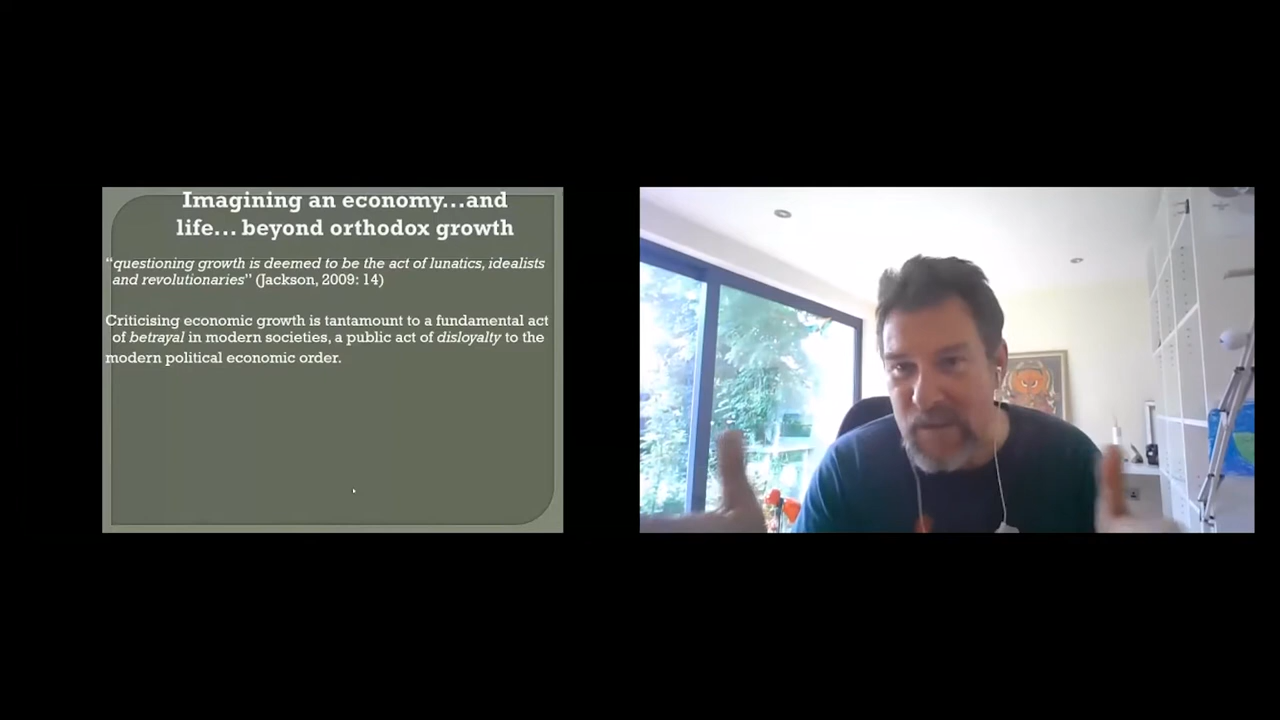 Imagining an economy...and
life... beyond orthodox growth
“questioning growth is deemed to be the act of lunatics, idealists
and revolutionaries” (Jackson, 2009: 14)
Criticising economic growth is tantamount to a fundamental act
of betrayal in modern societies, a public act of disloyalty to the
modern political economic order.